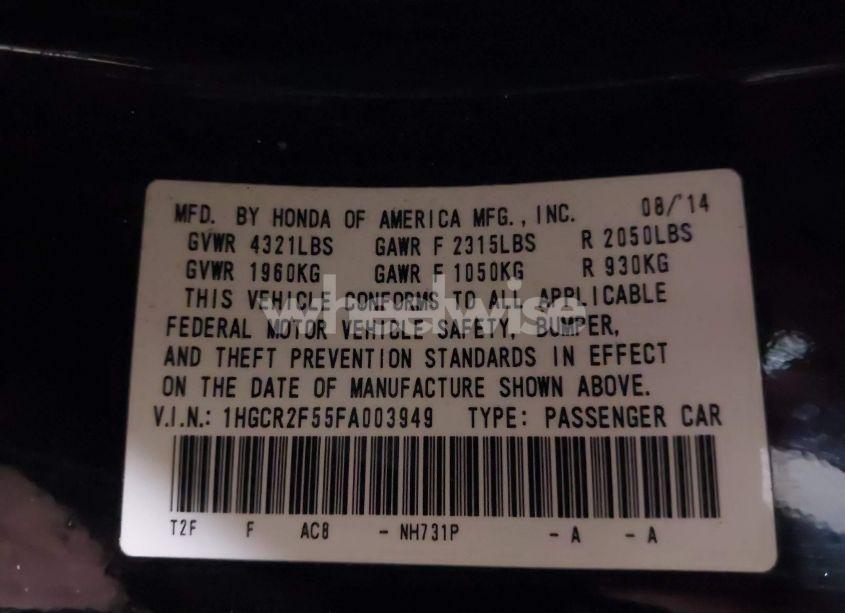 MFD. BY HONDA OF AMERICA MFG., INC. 08/'14
GVWR 4321LBS GAWR F 2315LBS R 2050LBS
GVWR 1960KG GAWR F 1050KG R 930KG
THIS VEHICLE CONFORMS TO ALL APPLICABLE
wheelwise
FEDERAL MOTOR VEHICLE SAFETY, BUMPER,
AND THEFT PREVENTION STANDARDS IN EFFECT
ON THE DATE OF MANUFACTURE SHOWN ABOVE.
V.I.N.: 1HGCR2F55FA003949 TYPE: PASSENGER CAR
T2F F AC8 - NH731P - A - A